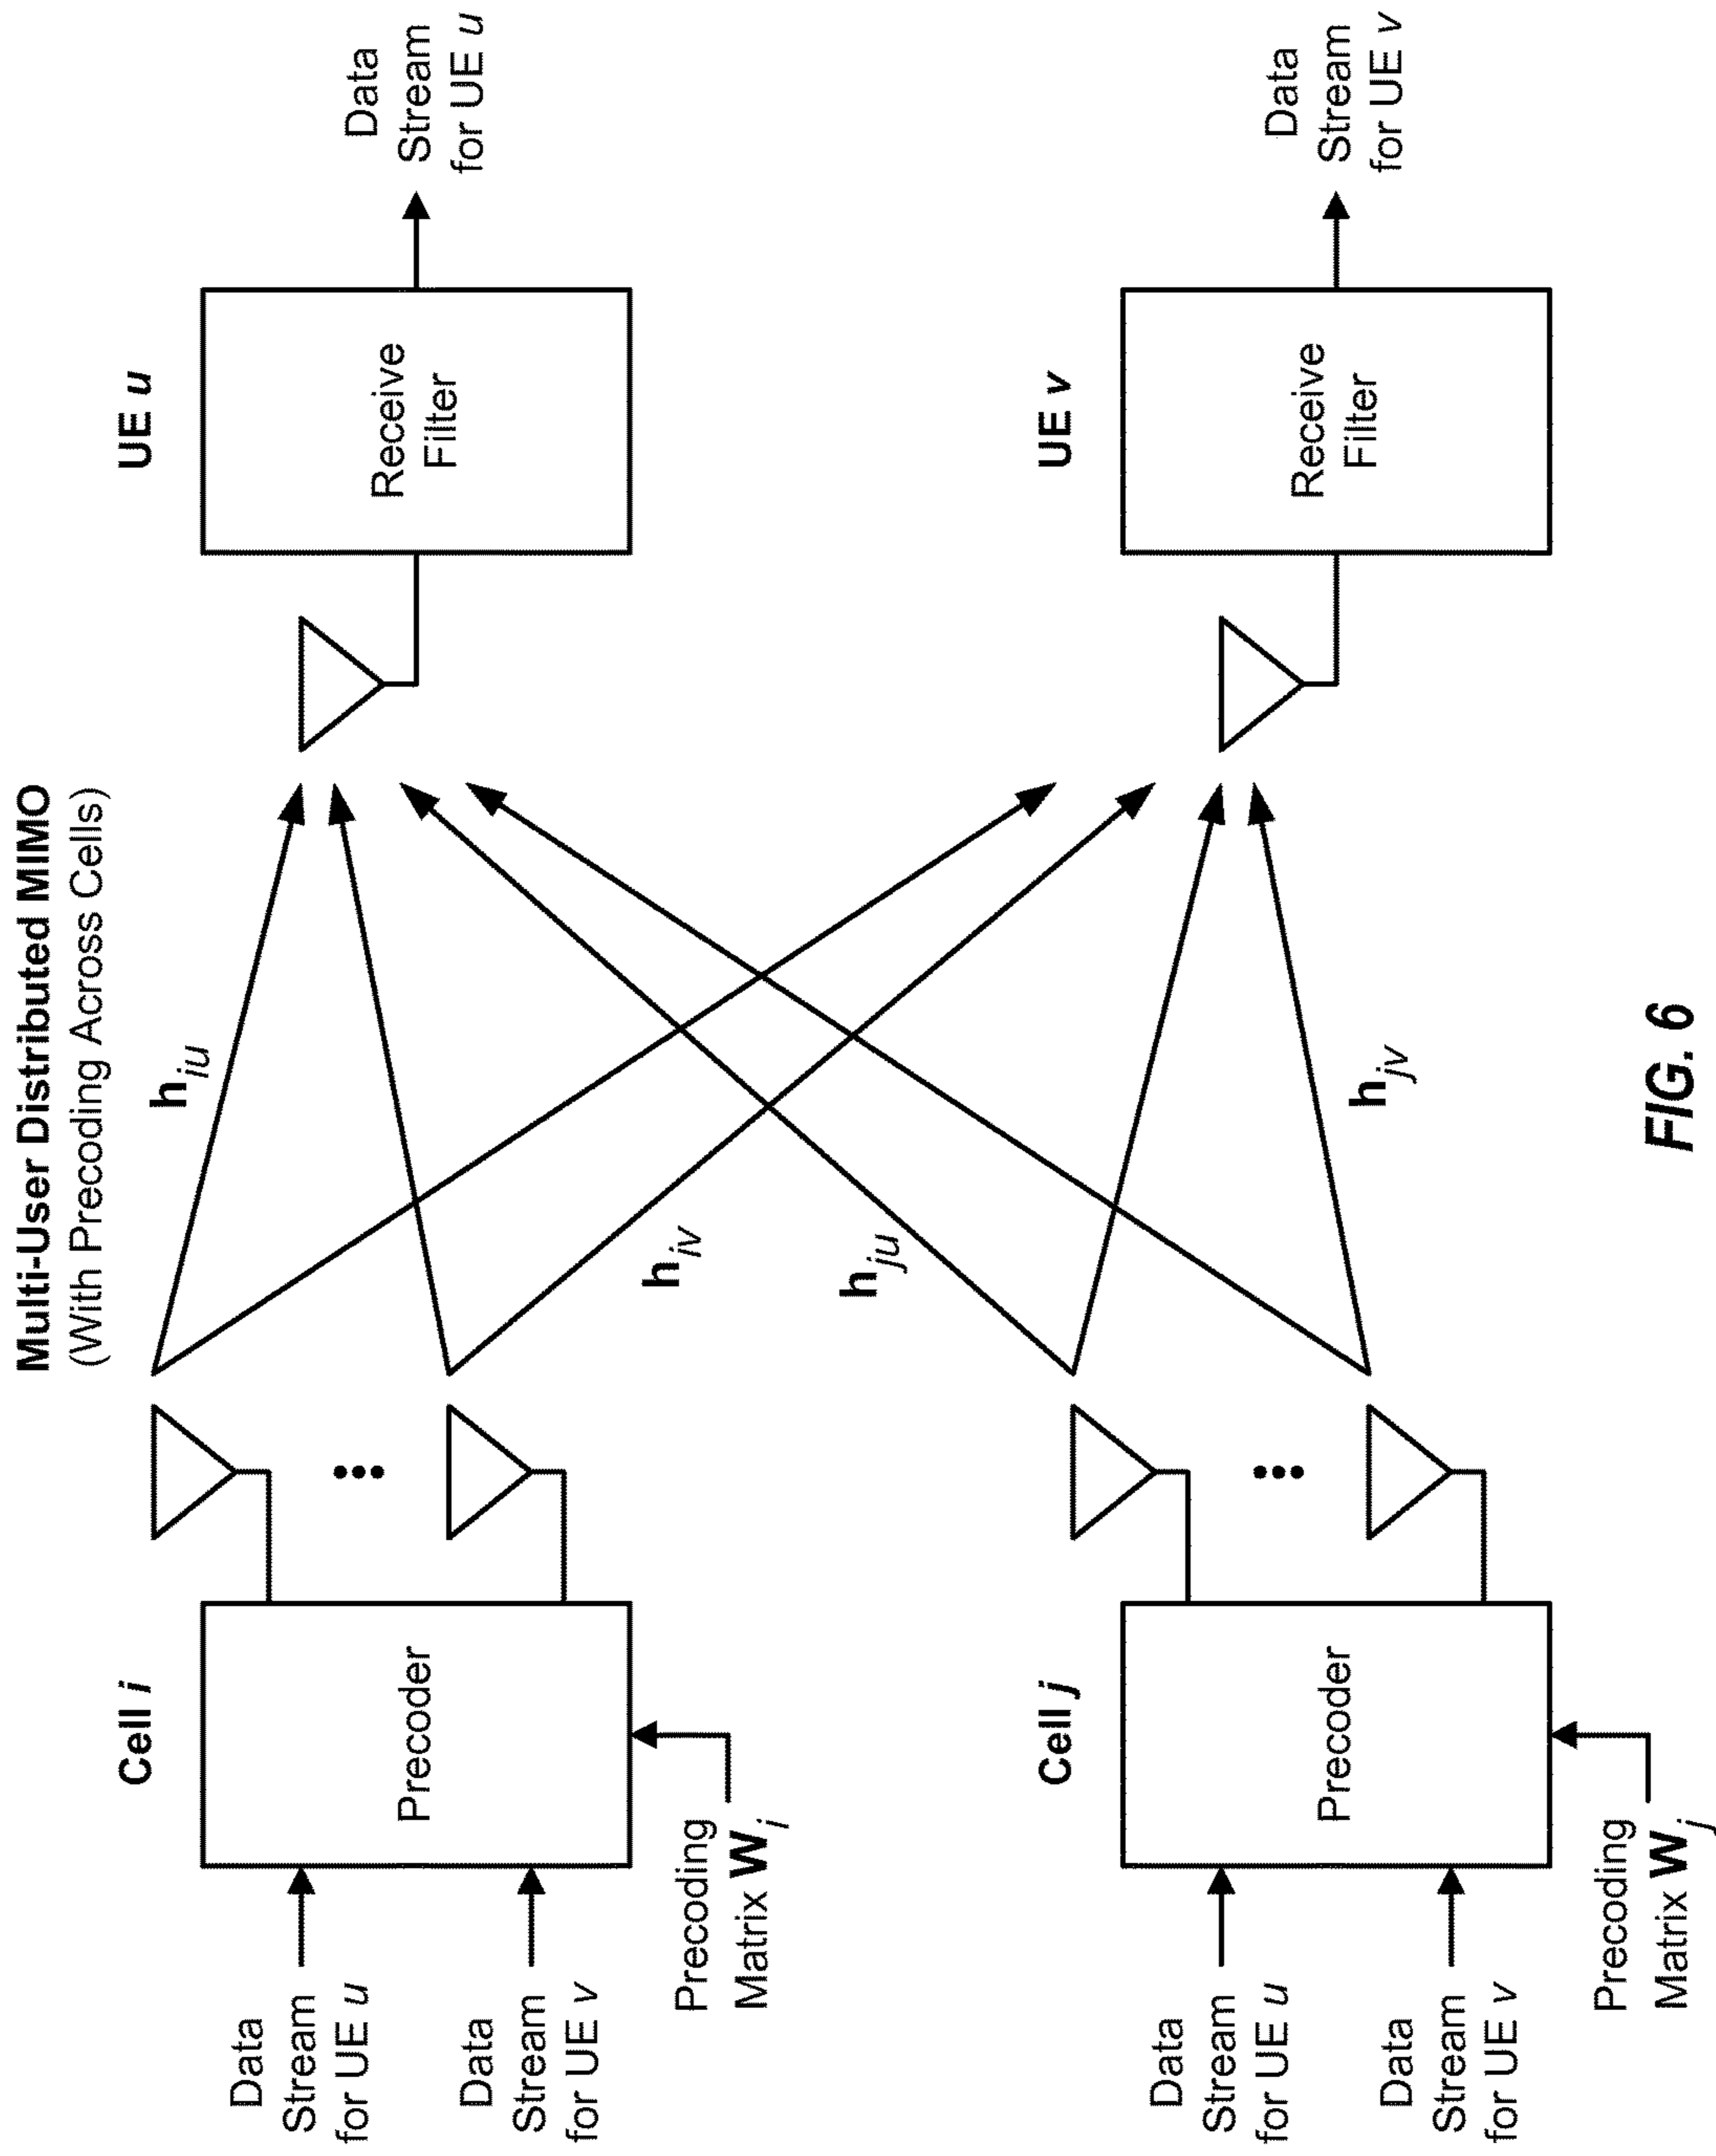 Multi-User Distributed MIMO
(With Precoding Across Cells)
Cell i
Data
Stream
for UE u
Data
Stream
for UE v
Precoder
Precoding
Matrix W_i
h_iu
h_iv
UE u
Receive
Filter
Data
Stream
for UE u
Cell j
Data
Stream
for UE u
Data
Stream
for UE v
Precoder
Precoding
Matrix W_j
h_ju
h_jv
UE v
Receive
Filter
Data
Stream
for UE v
FIG. 6